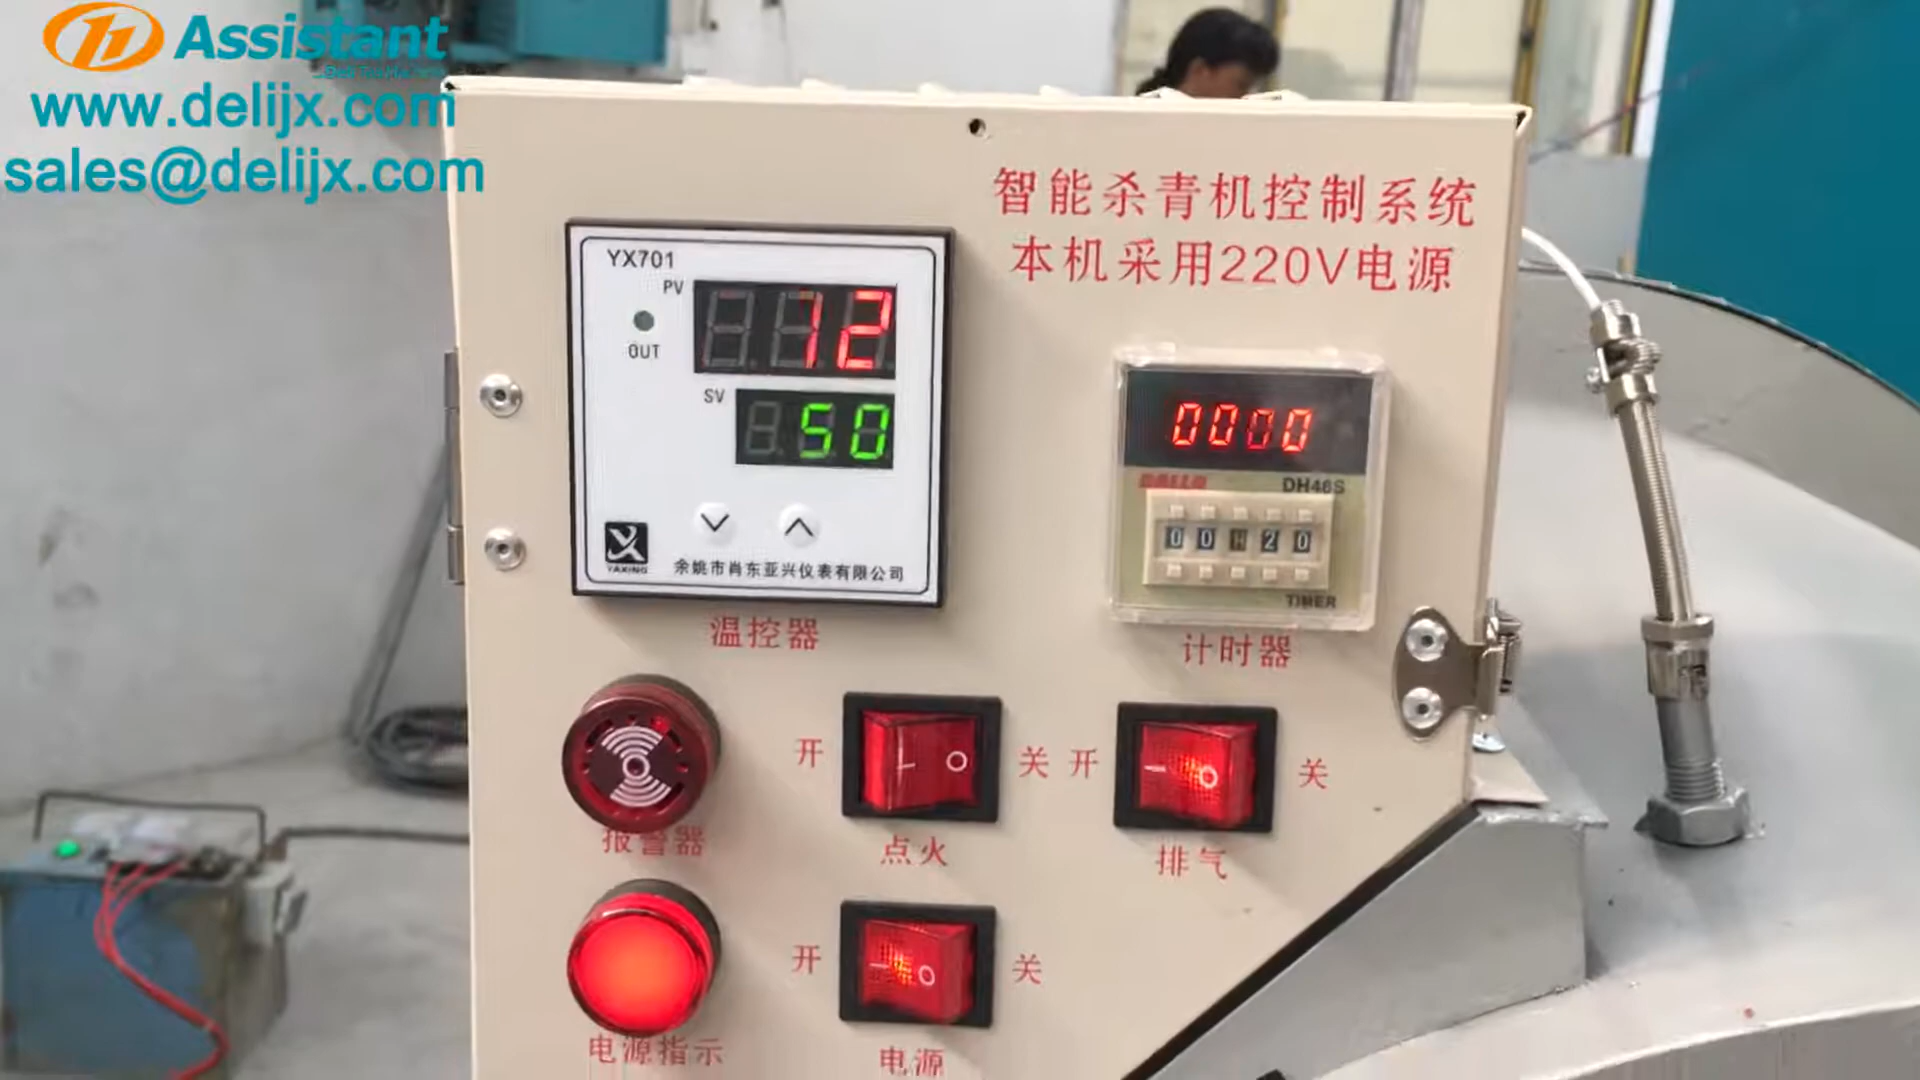 Assistant
www.delijx.com
sales@delijx.com
智能杀青机控制系统
本机采用220V电源
YX701
PV
72
OUT
SV
50
YAXING
余姚市肖东亚兴仪表有限公司
温控器
0000
DH48S
00H20
TIMER
计时器
开
关
开
关
报警器
点火
排气
开
关
电源指示
电源